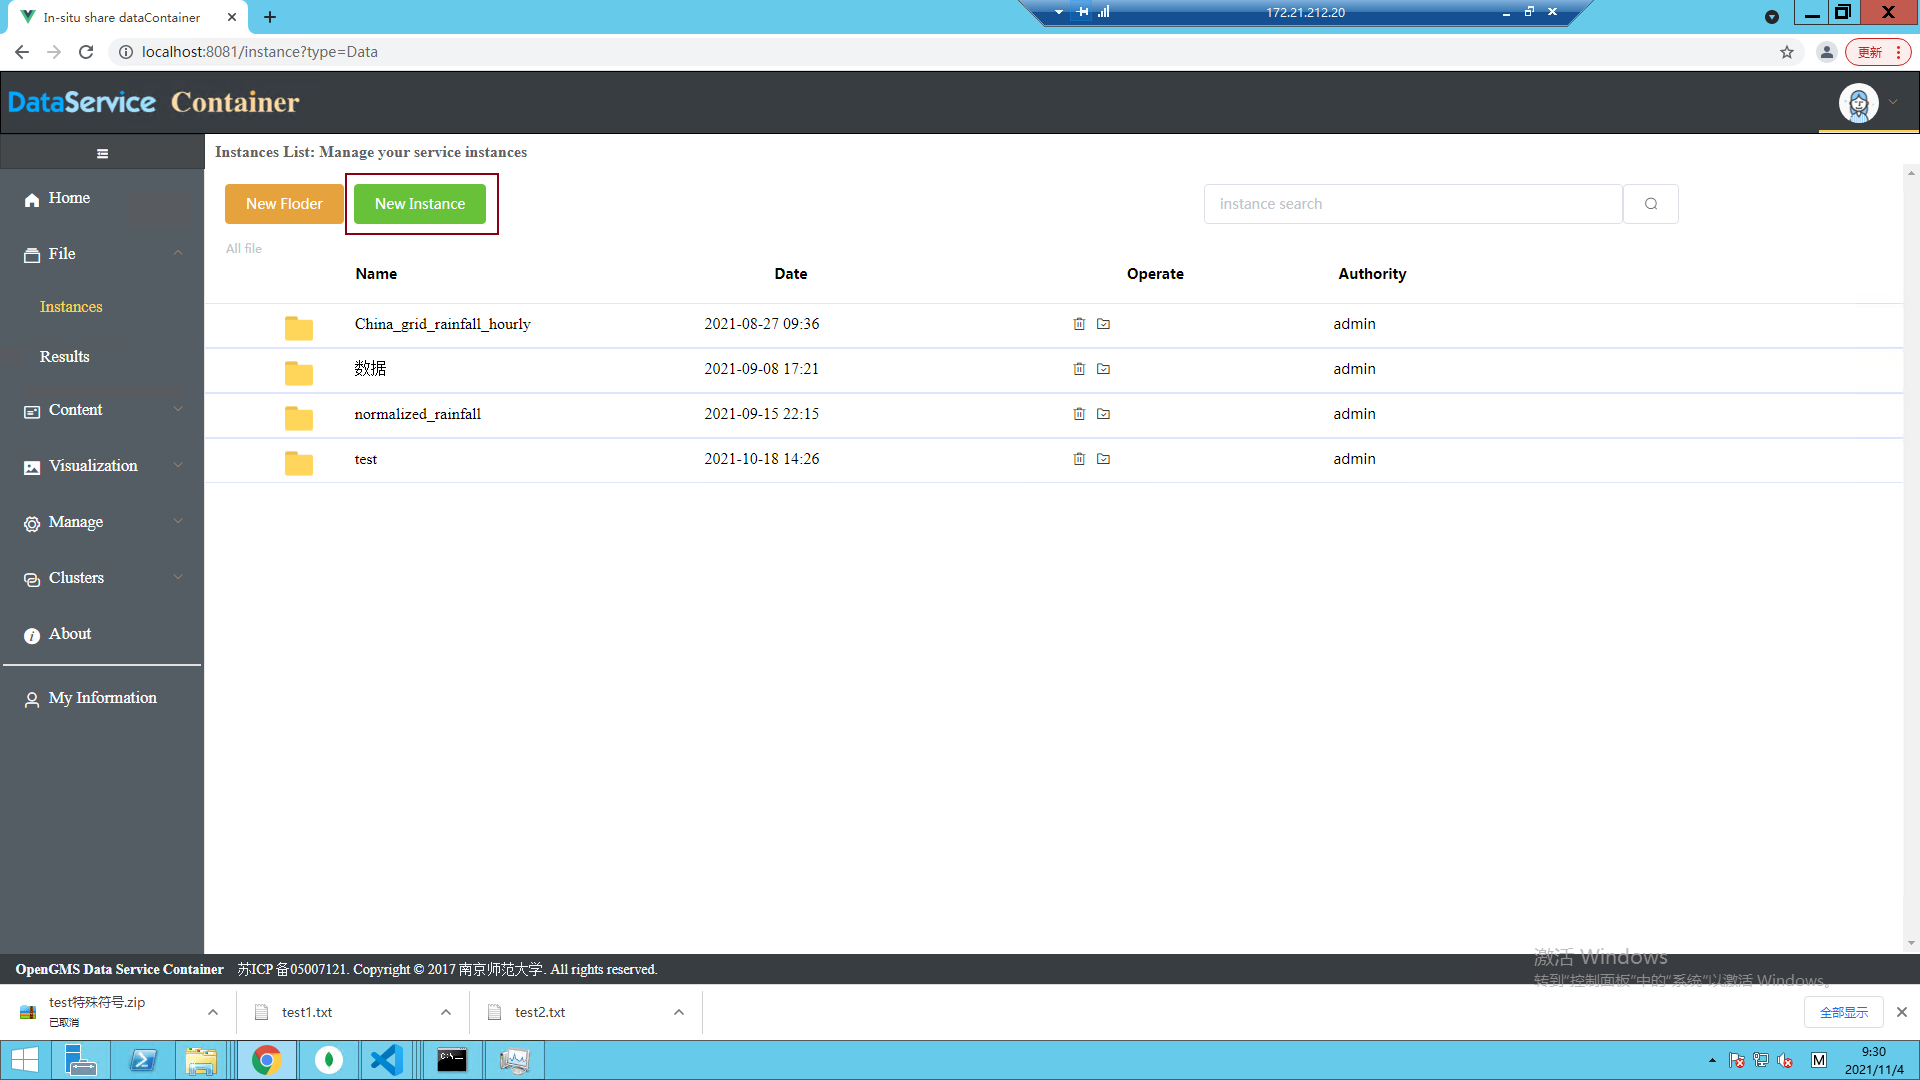 In-situ share dataContainer
172.21.212.20
localhost:8081/instance?type=Data
更新
DataService Container
Instances List: Manage your service instances
Home
File
Instances
Results
Content
Visualization
Manage
Clusters
About
My Information
New Floder
New Instance
instance search
All file
Name Date Operate Authority
China_grid_rainfall_hourly 2021-08-27 09:36 admin
数据 2021-09-08 17:21 admin
normalized_rainfall 2021-09-15 22:15 admin
test 2021-10-18 14:26 admin
激活 Windows
转到"控制面板"中的"系统"以激活 Windows。
OpenGMS Data Service Container 苏ICP 备05007121. Copyright © 2017 南京师范大学. All rights reserved.
test特殊符号.zip
已取消
test1.txt
test2.txt
全部显示
C:\_
M
9:30
2021/11/4